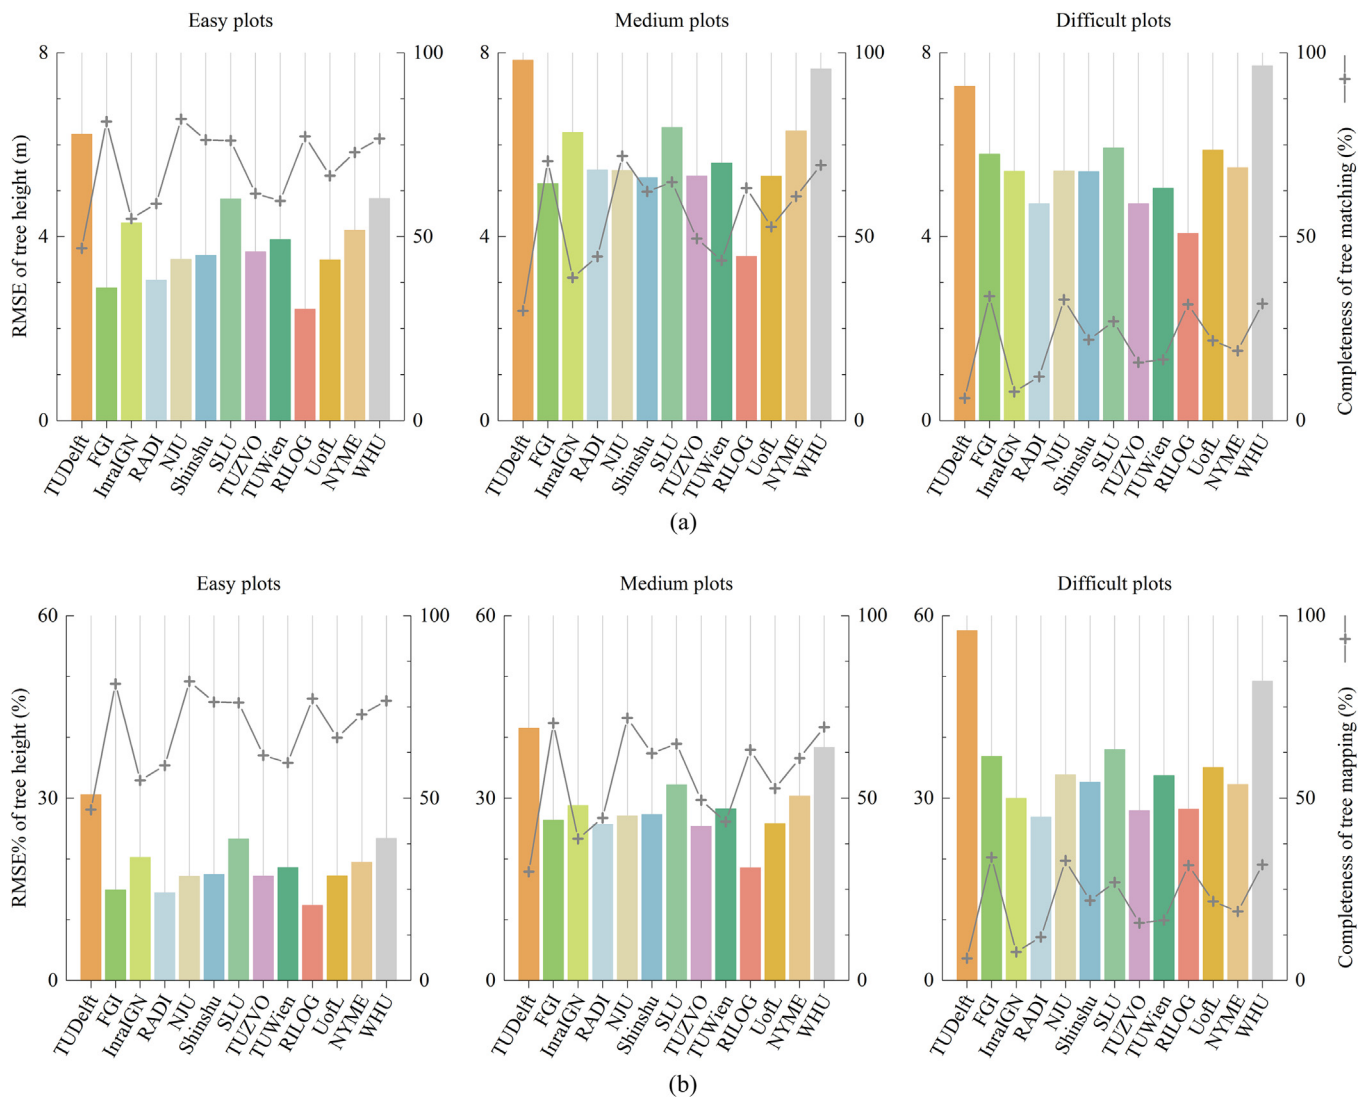 Easy plots
Medium plots
Difficult plots
RMSE of tree height (m)
8
4
0
100
50
0
8
4
0
100
50
0
8
4
0
100
50
0
Completeness of tree matching (%)
TUDelft
FGI
InraIGN
RADI
NJU
Shinshu
SLU
TUZVO
TUWien
RILOG
UofL
NYME
WHU
TUDelft
FGI
InraIGN
RADI
NJU
Shinshu
SLU
TUZVO
TUWien
RILOG
UofL
NYME
WHU
TUDelft
FGI
InraIGN
RADI
NJU
Shinshu
SLU
TUZVO
TUWien
RILOG
UofL
NYME
WHU
(a)
Easy plots
Medium plots
Difficult plots
RMSE% of tree height (%)
60
30
0
100
50
0
60
30
0
100
50
0
60
30
0
100
50
0
Completeness of tree mapping (%)
TUDelft
FGI
InraIGN
RADI
NJU
Shinshu
SLU
TUZVO
TUWien
RILOG
UofL
NYME
WHU
TUDelft
FGI
InraIGN
RADI
NJU
Shinshu
SLU
TUZVO
TUWien
RILOG
UofL
NYME
WHU
TUDelft
FGI
InraIGN
RADI
NJU
Shinshu
SLU
TUZVO
TUWien
RILOG
UofL
NYME
WHU
(b)